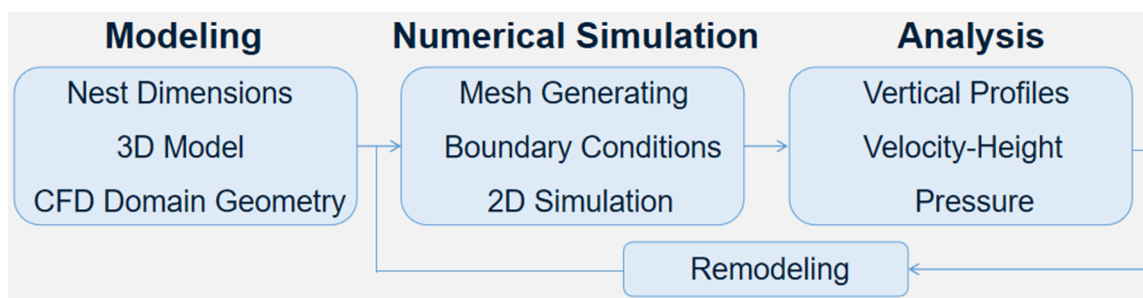 Modeling
Nest Dimensions
3D Model
CFD Domain Geometry
Numerical Simulation
Mesh Generating
Boundary Conditions
2D Simulation
Analysis
Vertical Profiles
Velocity-Height
Pressure
Remodeling